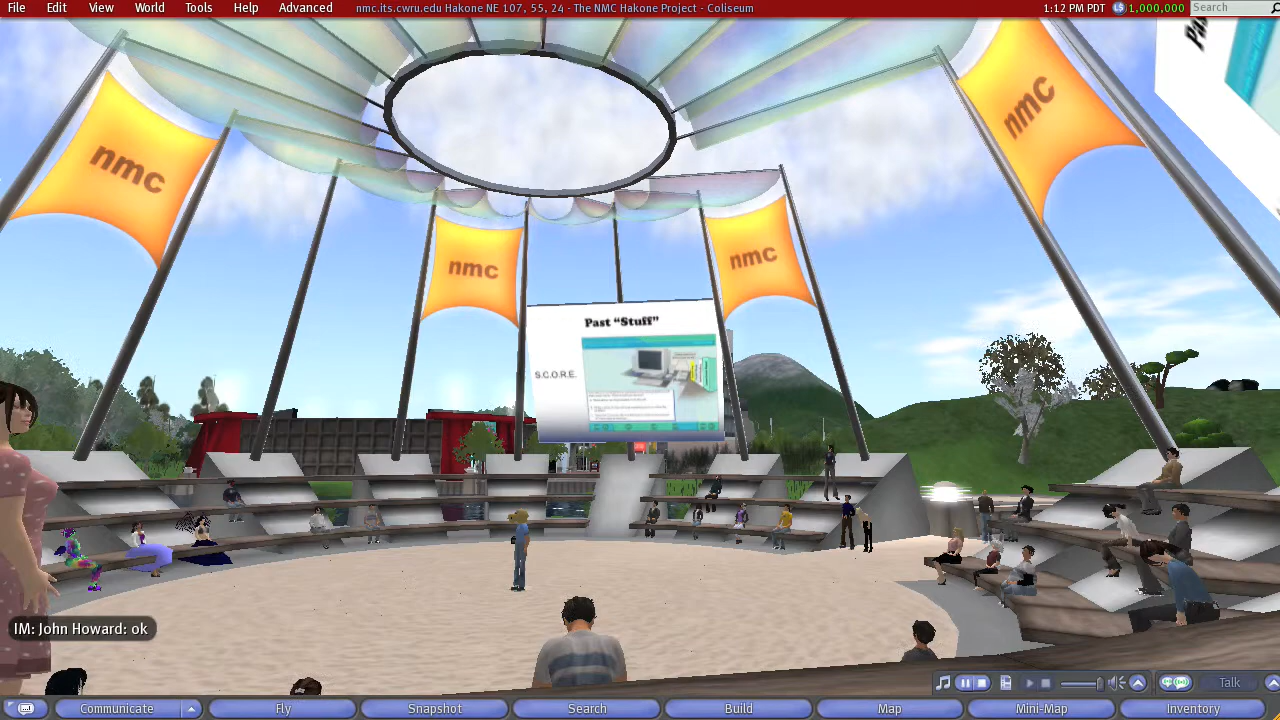 File Edit View World Tools Help Advanced
nmc.its.cwru.edu Hakone NE 107, 55, 24 - The NMC Hakone Project - Coliseum
1:12 PM PDT L$ 1,000,000 Search
nmc
nmc
nmc
nmc
Past “Stuff”
S.C.O.R.E.
IM: John Howard: ok
Talk
Communicate Fly Snapshot Search Build Map Mini-Map Inventory